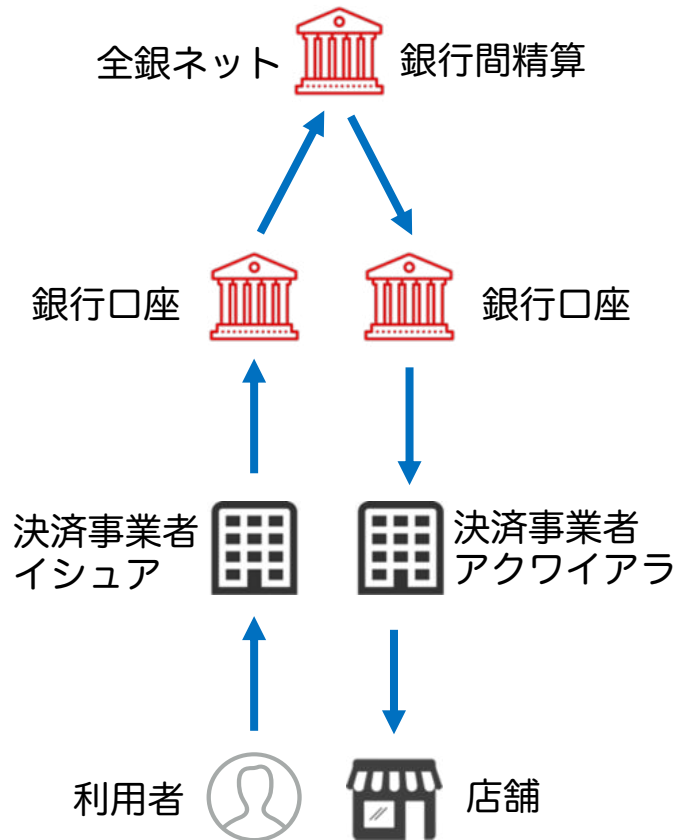 全銀ネット
銀行間精算
銀行口座
銀行口座
決済事業者
イシュア
決済事業者
アクワイアラ
利用者
店舗